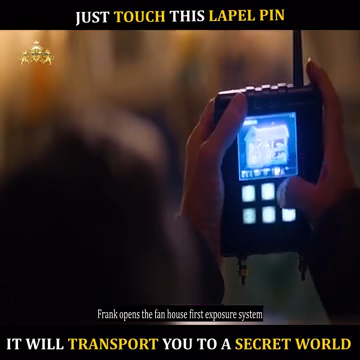 JUST TOUCH THIS LAPEL PIN
Frank opens the fan house first exposure system
IT WILL TRANSPORT YOU TO A SECRET WORLD